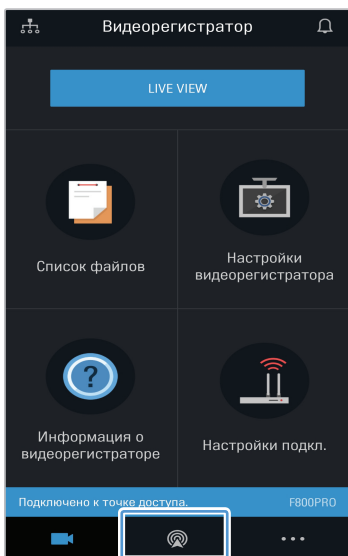 Видеорегистратор
LIVE VIEW
Список файлов
Настройки
видеорегистратора
Информация о
видеорегистраторе
Настройки подкл.
Подключено к точке доступа. F800PRO